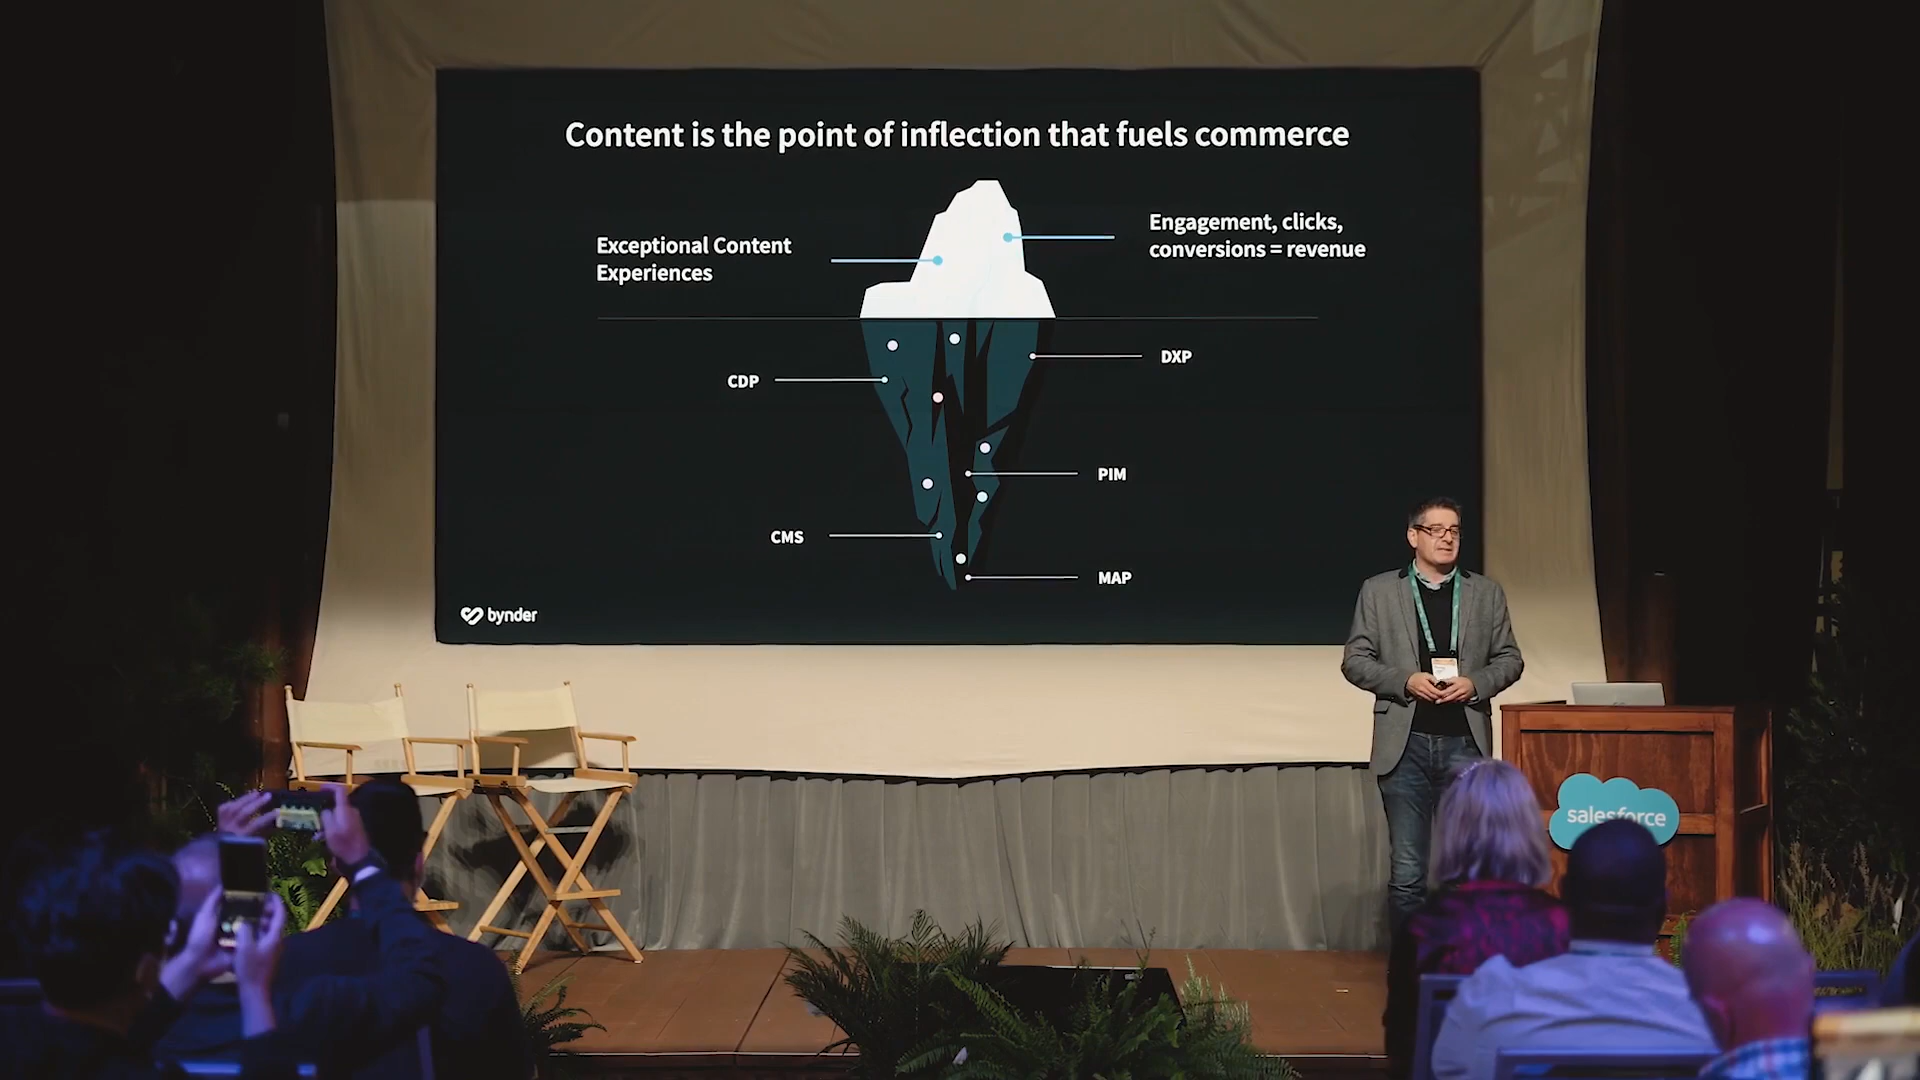 Content is the point of inflection that fuels commerce
Exceptional Content
Experiences
Engagement, clicks,
conversions = revenue
CDP
DXP
PIM
CMS
MAP
bynder
salesforce